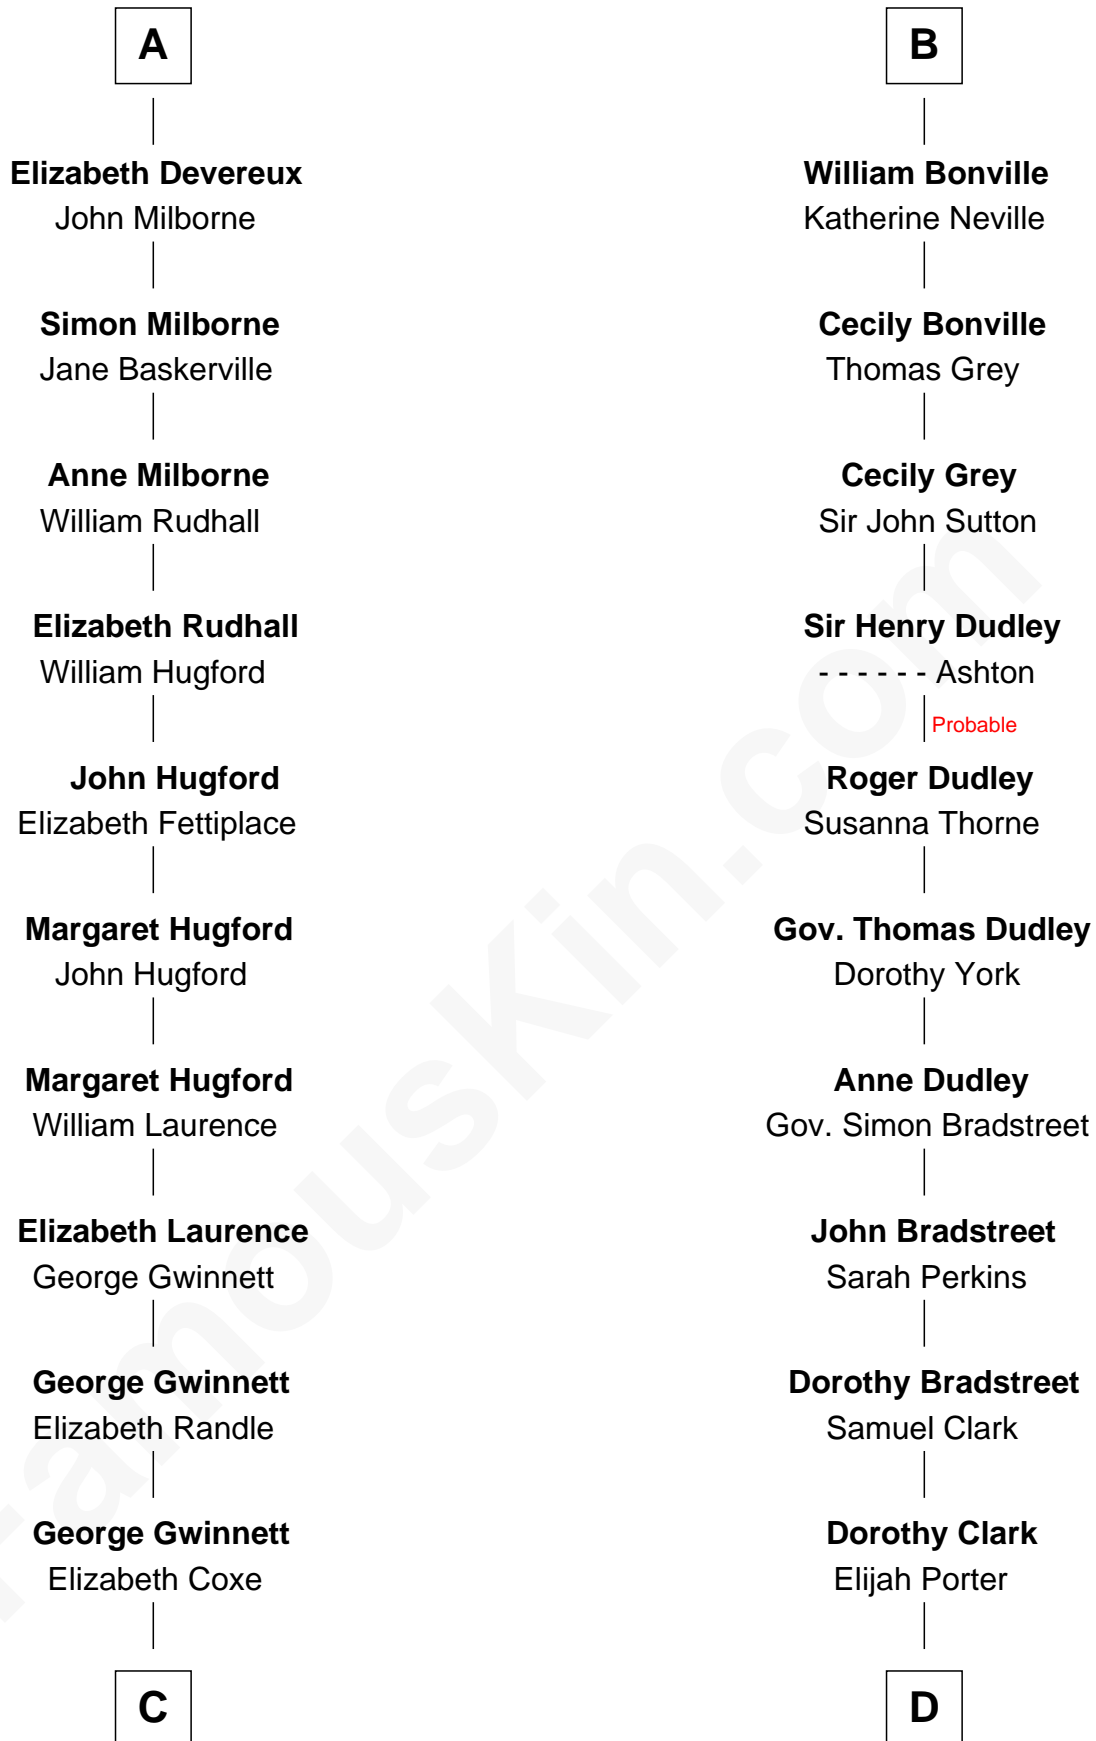 A
Elizabeth Devereux
John Milborne
Simon Milborne
Jane Baskerville
Anne Milborne
William Rudhall
Elizabeth Rudhall
William Hugford
John Hugford
Elizabeth Fettiplace
Margaret Hugford
John Hugford
Margaret Hugford
William Laurence
Elizabeth Laurence
George Gwinnett
George Gwinnett
Elizabeth Randle
George Gwinnett
Elizabeth Coxe
C
B
William Bonville
Katherine Neville
Cecily Bonville
Thomas Grey
Cecily Grey
Sir John Sutton
Sir Henry Dudley
- - - - - - Ashton
Probable
Roger Dudley
Susanna Thorne
Gov. Thomas Dudley
Dorothy York
Anne Dudley
Gov. Simon Bradstreet
John Bradstreet
Sarah Perkins
Dorothy Bradstreet
Samuel Clark
Dorothy Clark
Elijah Porter
D
FamousKin.com